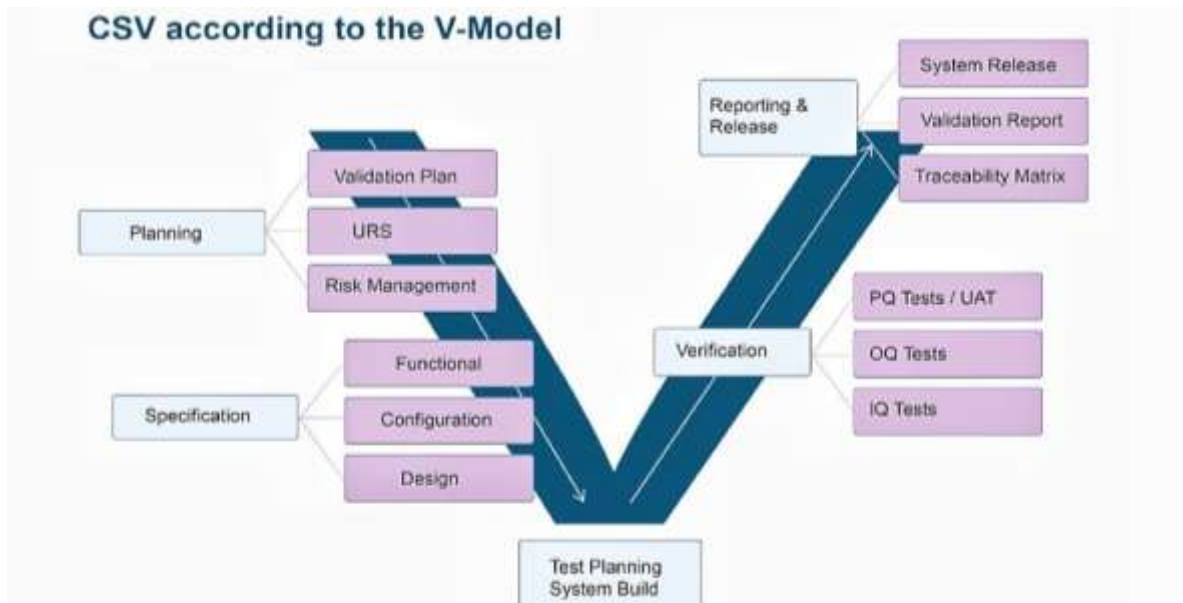 CSV according to the V-Model
Planning
Validation Plan
URS
Risk Management
Specification
Functional
Configuration
Design
Test Planning
System Build
Verification
PQ Tests / UAT
OQ Tests
IQ Tests
Reporting &
Release
System Release
Validation Report
Traceability Matrix